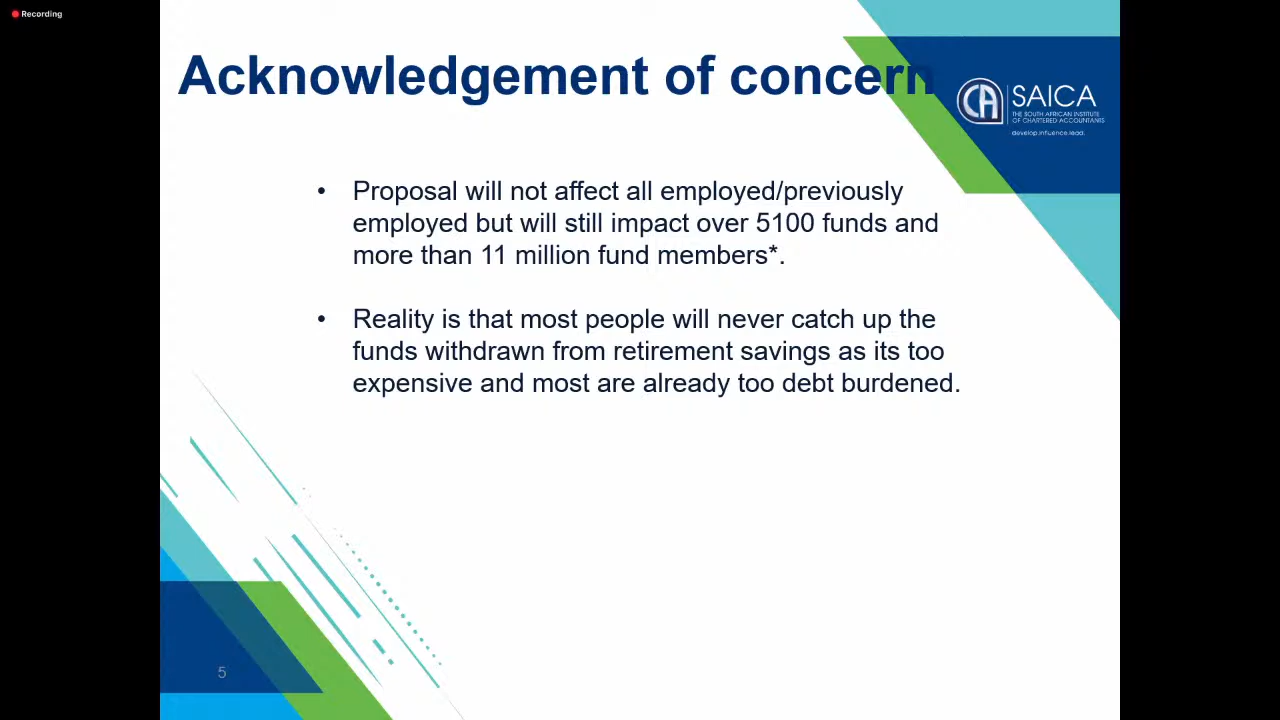 Recording
Acknowledgement of concern
CA
SAICA
THE SOUTH AFRICAN INSTITUTE
OF CHARTERED ACCOUNTANTS
develop.influence.lead.
• Proposal will not affect all employed/previously
employed but will still impact over 5100 funds and
more than 11 million fund members*.
• Reality is that most people will never catch up the
funds withdrawn from retirement savings as its too
expensive and most are already too debt burdened.
5